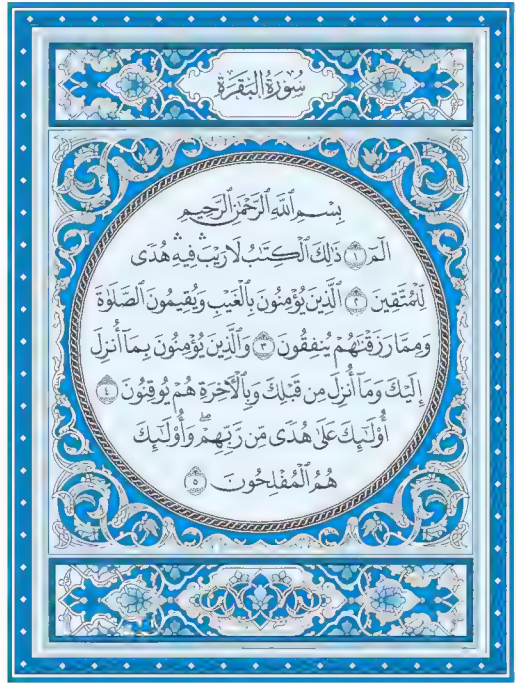 سُورَةُ البَقَرَةِ
بِسْمِ ٱللَّهِ ٱلرَّحْمَٰنِ ٱلرَّحِيمِ
الٓمٓ ١ ذَٰلِكَ ٱلْكِتَٰبُ لَا رَيْبَۛ فِيهِۛ هُدًى
لِّلْمُتَّقِينَ ٢ ٱلَّذِينَ يُؤْمِنُونَ بِٱلْغَيْبِ وَيُقِيمُونَ ٱلصَّلَوٰةَ
وَمِمَّا رَزَقْنَٰهُمْ يُنفِقُونَ ٣ وَٱلَّذِينَ يُؤْمِنُونَ بِمَآ أُنزِلَ
إِلَيْكَ وَمَآ أُنزِلَ مِن قَبْلِكَ وَبِٱلْءَاخِرَةِ هُمْ يُوقِنُونَ ٤
أُو۟لَٰٓئِكَ عَلَىٰ هُدًى مِّن رَّبِّهِمْ ۖ وَأُو۟لَٰٓئِكَ
هُمُ ٱلْمُفْلِحُونَ ٥